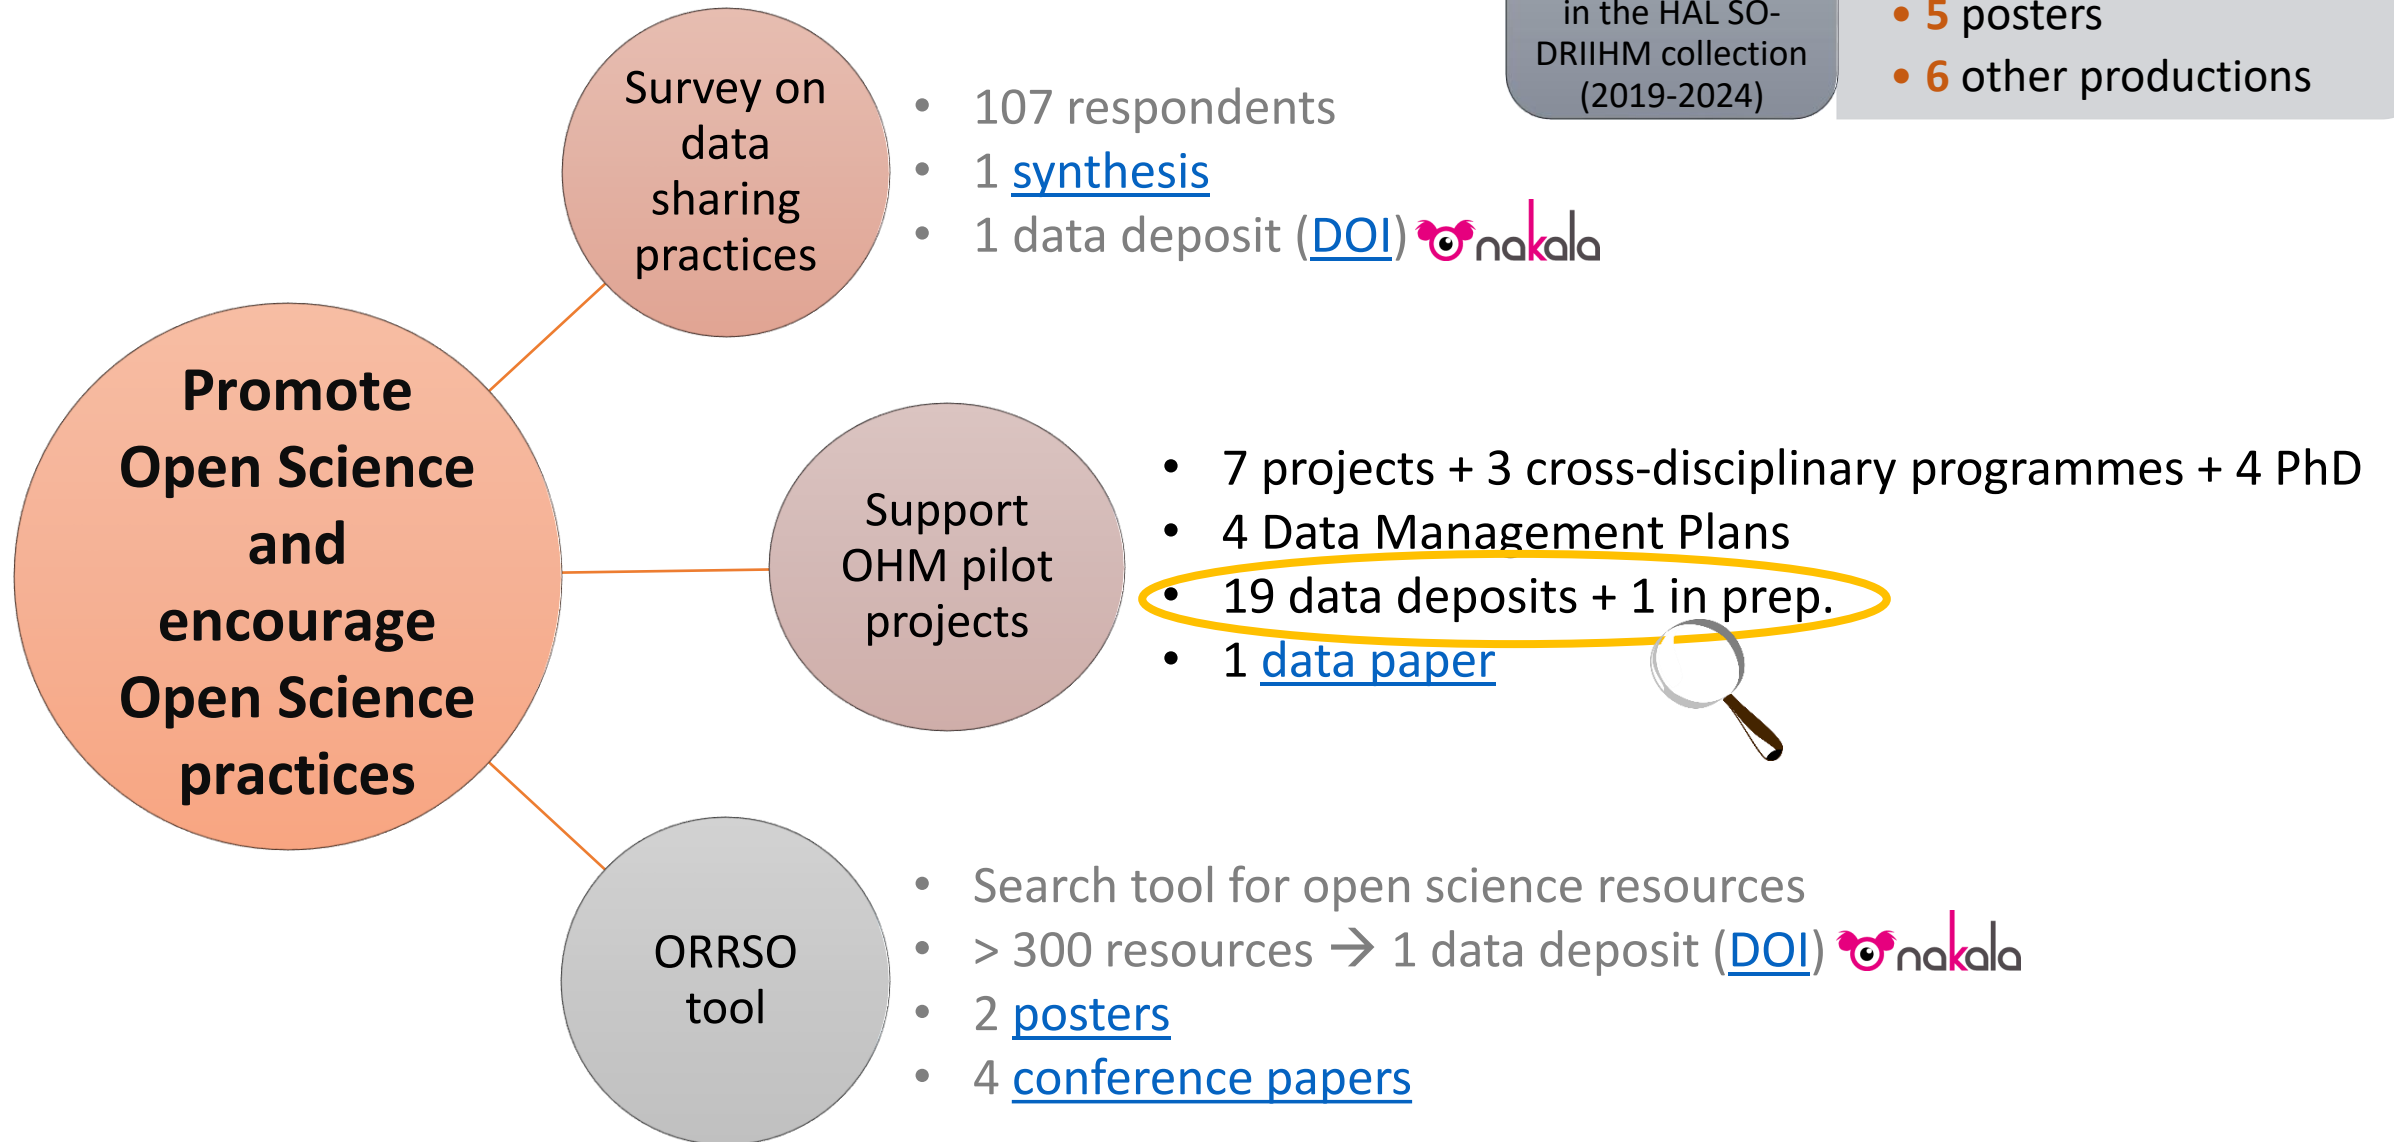 in the HAL SO-
DRIIHM collection
(2019-2024)
• 5 posters
• 6 other productions
Survey on
data
sharing
practices
• 107 respondents
• 1 synthesis
• 1 data deposit (DOI) nakala
Promote
Open Science
and
encourage
Open Science
practices
Support
OHM pilot
projects
• 7 projects + 3 cross-disciplinary programmes + 4 PhD
• 4 Data Management Plans
• 19 data deposits + 1 in prep.
• 1 data paper
ORRSO
tool
• Search tool for open science resources
• > 300 resources → 1 data deposit (DOI) nakala
• 2 posters
• 4 conference papers